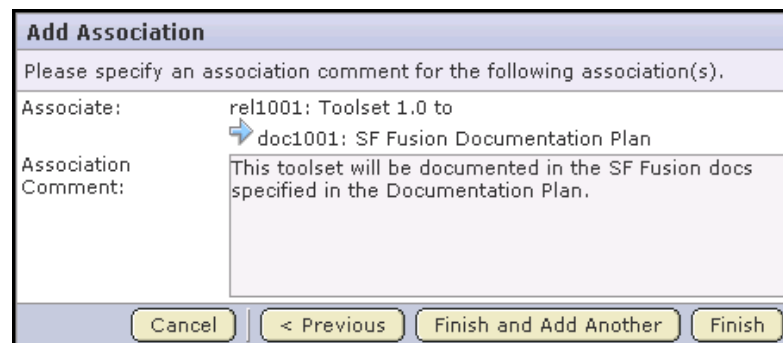 Add Association
Please specify an association comment for the following association(s).
Associate: rel1001: Toolset 1.0 to
doc1001: SF Fusion Documentation Plan
Association Comment: This toolset will be documented in the SF Fusion docs
specified in the Documentation Plan.
Cancel < Previous Finish and Add Another Finish